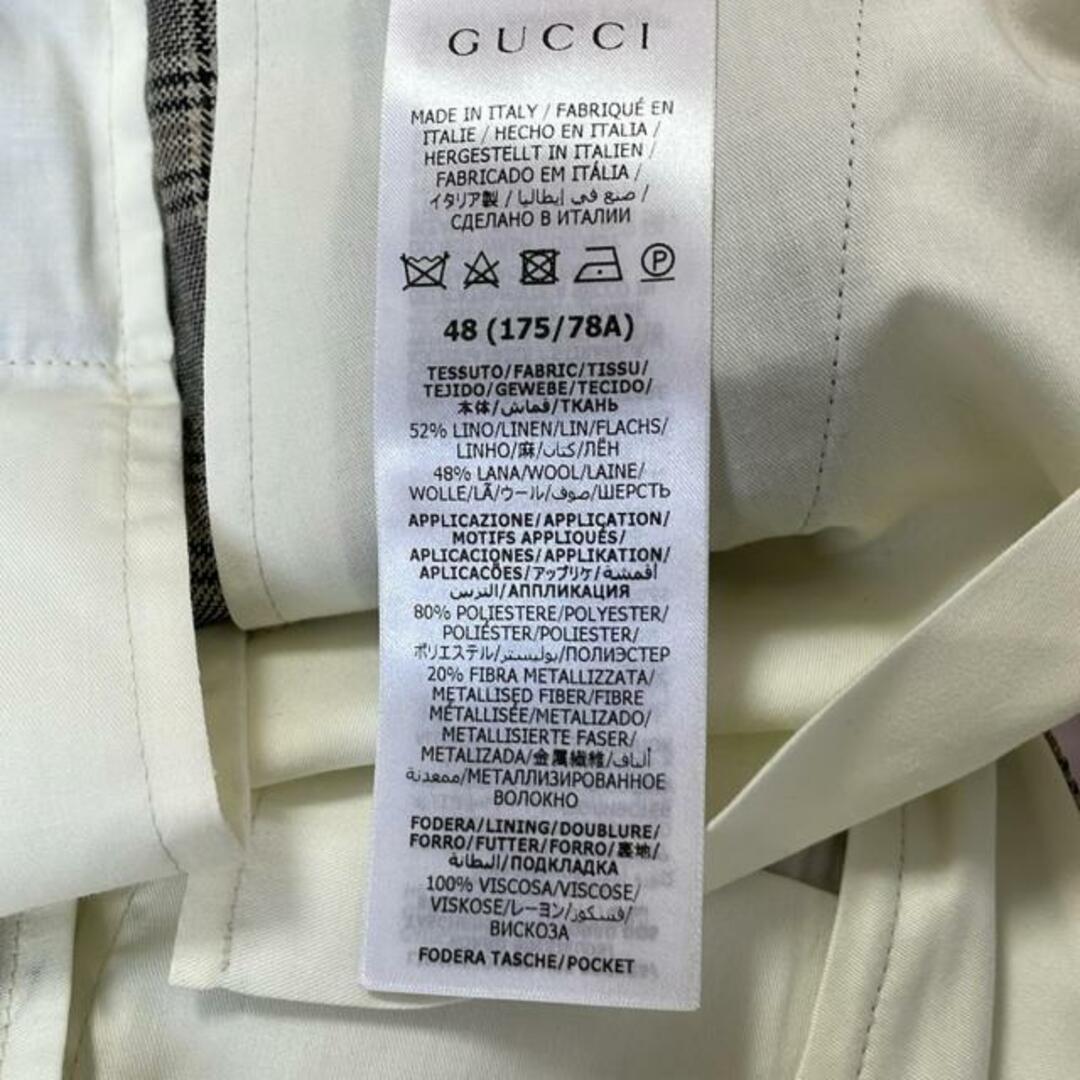 GUCCI
MADE IN ITALY / FABRIQUÉ EN
ITALIE / HECHO EN ITALIA /
HERGESTELLT IN ITALIEN /
FABRICADO EM ITÁLIA /
イタリア製 / صنع في إيطاليا /
СДЕЛАНО В ИТАЛИИ
P
48 (175/78A)
TESSUTO/FABRIC/TISSU/
TEJIDO/GEWEBE/TECIDO/
本体/قماش/ТКАНЬ
52% LINO/LINEN/LIN/FLACHS/
LINHO/麻/كتان/ЛЁН
48% LANA/WOOL/LAINE/
WOLLE/LÃ/ウール/صوف/ШЕРСТЬ
APPLICAZIONE/APPLICATION/
MOTIFS APPLIQUÉS/
APLICACIONES/APPLIKATION/
APLICACÕES/アップリケ/أقمشة
التزيين/АППЛИКАЦИЯ
80% POLIESTERE/POLYESTER/
POLIÉSTER/POLIESTER/
ポリエステル/بوليستر/ПОЛИЭСТЕР
20% FIBRA METALLIZZATA/
METALLISED FIBER/FIBRE
MÉTALLISÉE/METALIZADO/
METALLISIERTE FASER/
METALIZADA/金属繊維/ألياف
ممعدنة/МЕТАЛЛИЗИРОВАННОЕ
ВОЛОКНО
FODERA/LINING/DOUBLURE/
FORRO/FUTTER/FORRO/裏地/
البطانة/ПОДКЛАДКА
100% VISCOSA/VISCOSE/
VISKOSE/レーヨン/فسكوز/
ВИСКОЗА
FODERA TASCHE/POCKET